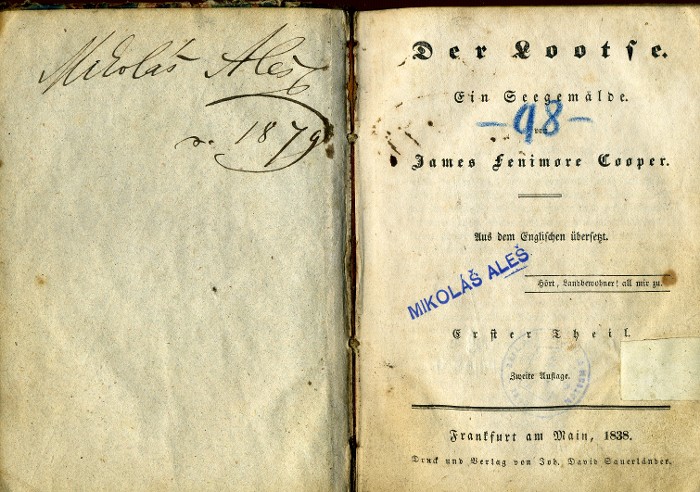 Mikoláš Aleš
r. 1879
Der Lootse.
Ein Seegemälde.
von
-98-
James Fenimore Cooper.
Aus dem Englischen übersetzt.
MIKOLÁŠ ALEŠ
Hört, Landbewohner! all mir zu.
Erster Theil.
Zweite Auflage.
Frankfurt am Main, 1838.
Druck und Verlag von Joh. David Sauerländer.